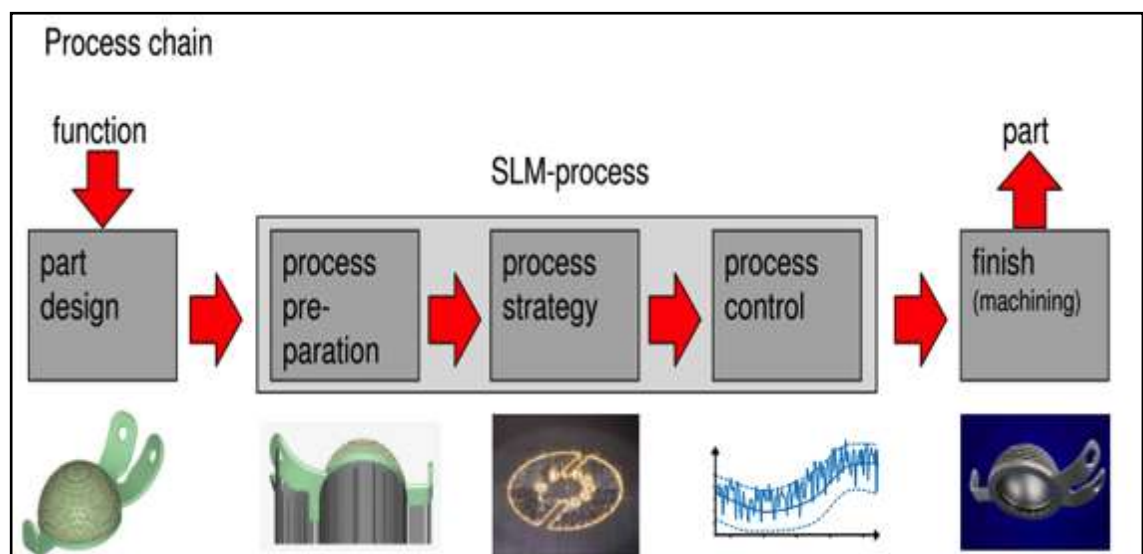 Process chain
function
part
SLM-process
part
design
process
pre-
paration
process
strategy
process
control
finish
(machining)